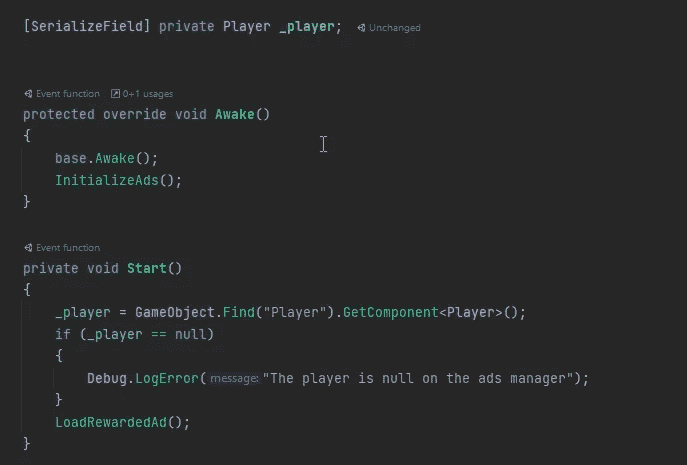 [SerializeField] private Player _player; Unchanged
Event function 0+1 usages
protected override void Awake()
{
base.Awake();
InitializeAds();
}
Event function
private void Start()
{
_player = GameObject.Find("Player").GetComponent<Player>();
if (_player == null)
{
Debug.LogError(message: "The player is null on the ads manager");
}
LoadRewardedAd();
}